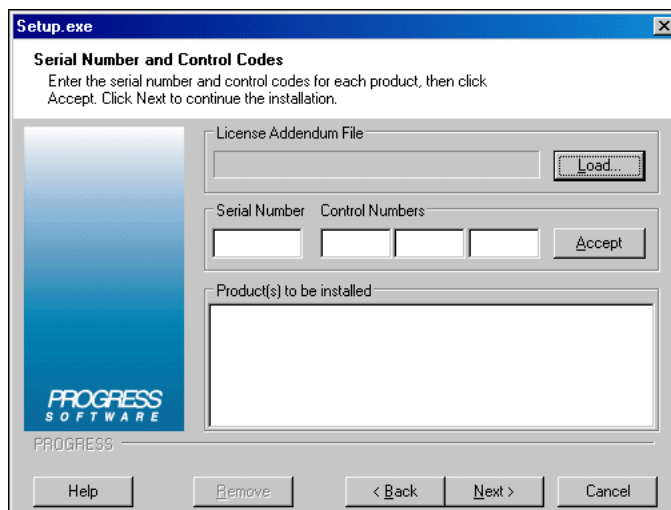 Setup.exe
Serial Number and Control Codes
Enter the serial number and control codes for each product, then click
Accept. Click Next to continue the installation.
License Addendum File
Load...
Serial Number Control Numbers
Accept
Product(s) to be installed
PROGRESS
SOFTWARE
PROGRESS
Help Remove < Back Next > Cancel